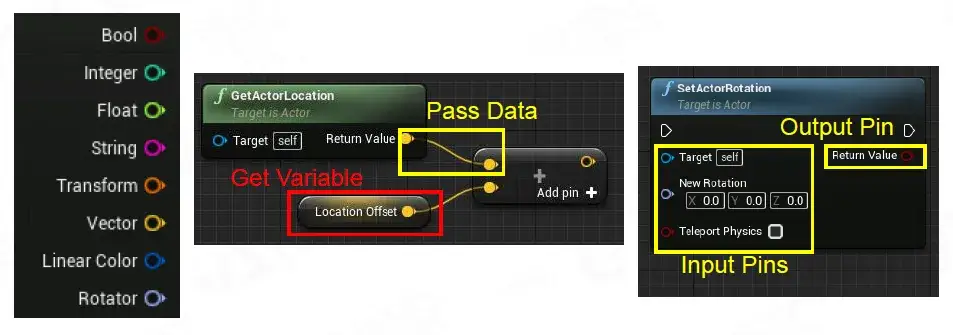 Bool
Integer
Float
String
Transform
Vector
Linear Color
Rotator
f GetActorLocation
Target is Actor
Pass Data
Target self Return Value
Get Variable
Location Offset
Add pin +
f SetActorRotation
Target is Actor
Output Pin
Target self Return Value
New Rotation
X 0.0 Y 0.0 Z 0.0
Teleport Physics
Input Pins